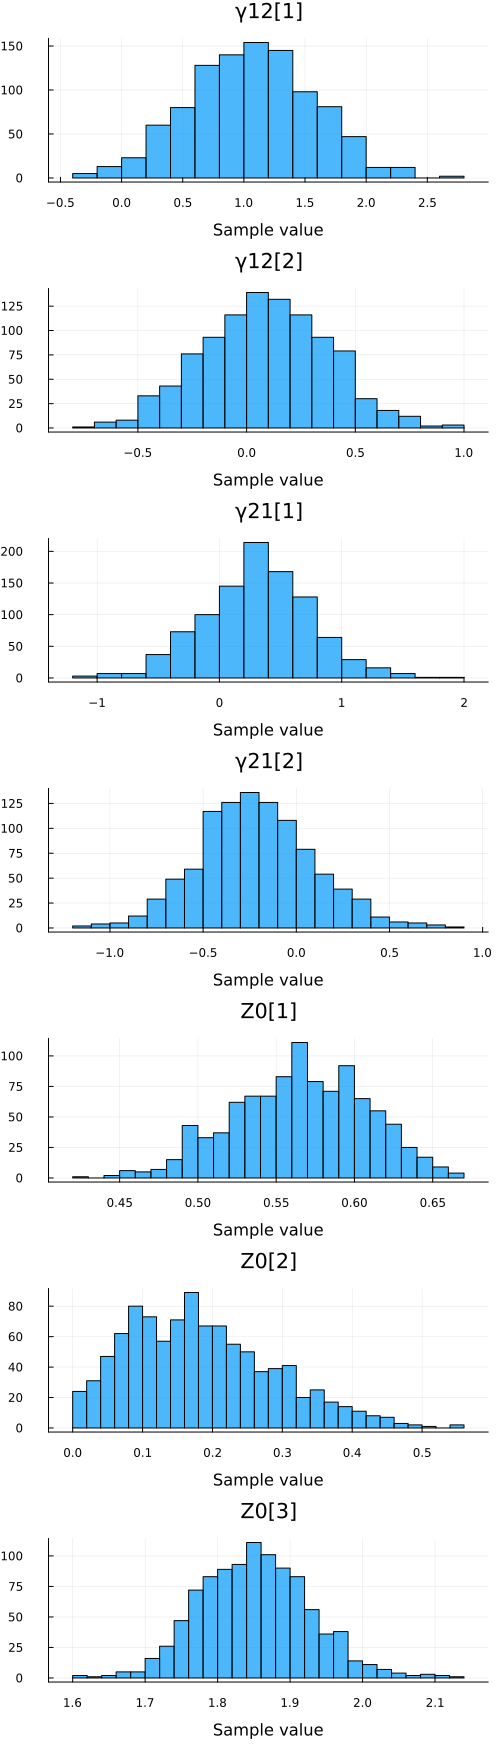 γ12[1]
150
100
50
0
−0.5 0.0 0.5 1.0 1.5 2.0 2.5
Sample value
γ12[2]
125
100
75
50
25
0
−0.5 0.0 0.5 1.0
Sample value
γ21[1]
200
150
100
50
0
−1 0 1 2
Sample value
γ21[2]
125
100
75
50
25
0
−1.0 −0.5 0.0 0.5 1.0
Sample value
Z0[1]
100
75
50
25
0
0.45 0.50 0.55 0.60 0.65
Sample value
Z0[2]
80
60
40
20
0
0.0 0.1 0.2 0.3 0.4 0.5
Sample value
Z0[3]
100
75
50
25
0
1.6 1.7 1.8 1.9 2.0 2.1
Sample value